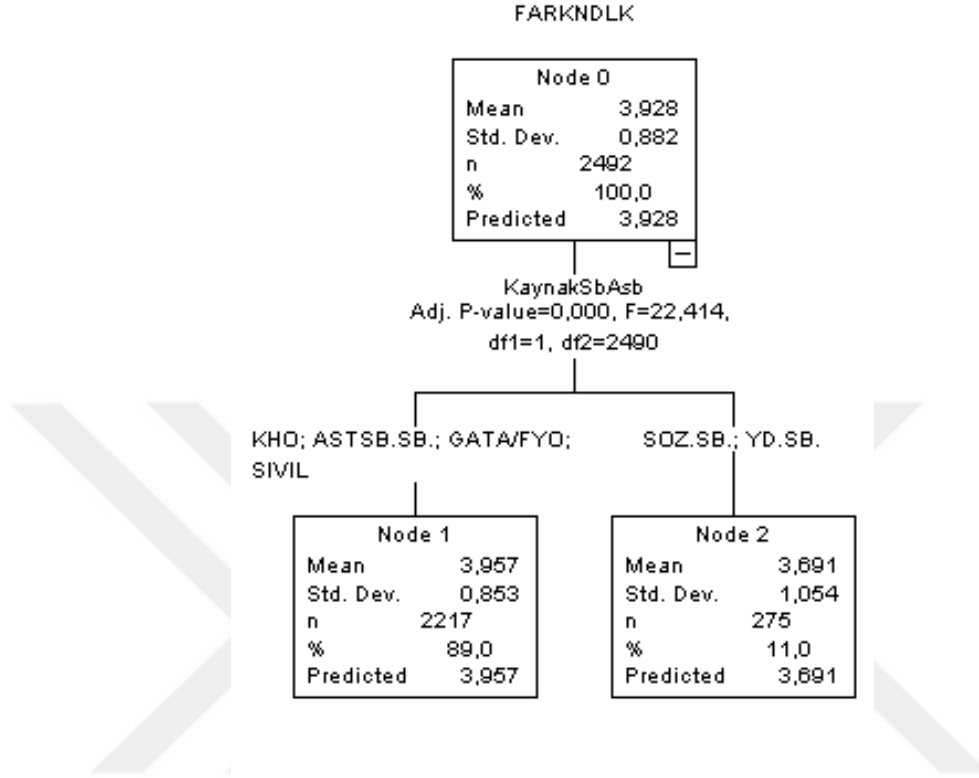 FARKNDLK
Node 0
Mean 3,928
Std. Dev. 0,882
n 2492
% 100,0
Predicted 3,928
KaynakSbAsb
Adj. P-value=0,000, F=22,414,
df1=1, df2=2490
KHO; ASTSB.SB.; GATA/FYO;
SIVIL
SOZ.SB.; YD.SB.
Node 1
Mean 3,957
Std. Dev. 0,853
n 2217
% 89,0
Predicted 3,957
Node 2
Mean 3,691
Std. Dev. 1,054
n 275
% 11,0
Predicted 3,691